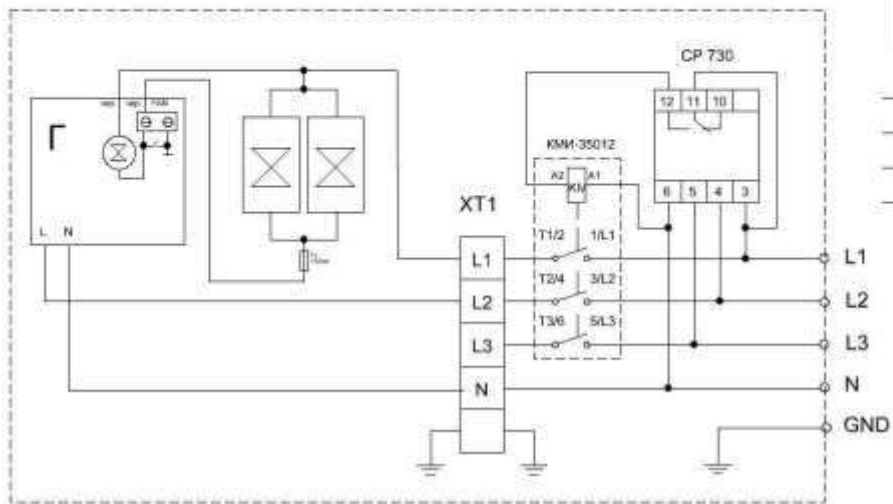 CP 730
12 11 10
КМИ-35012
A2 KM A1
6 5 4 3
Г
L N
XT1
L1 T1/2 1/L1 L1
L2 T2/4 3/L2 L2
L3 T3/6 5/L3 L3
N N
GND